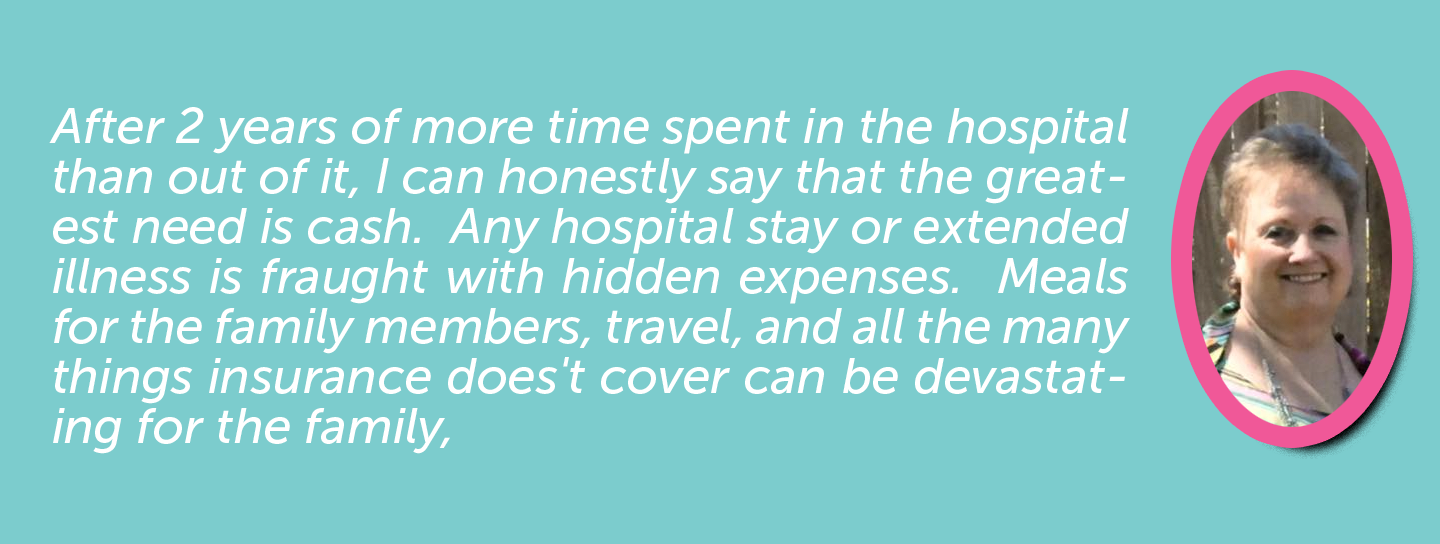 After 2 years of more time spent in the hospital
than out of it, I can honestly say that the great-
est need is cash.  Any hospital stay or extended
illness is fraught with hidden expenses.  Meals
for the family members, travel, and all the many
things insurance does't cover can be devastat-
ing for the family,